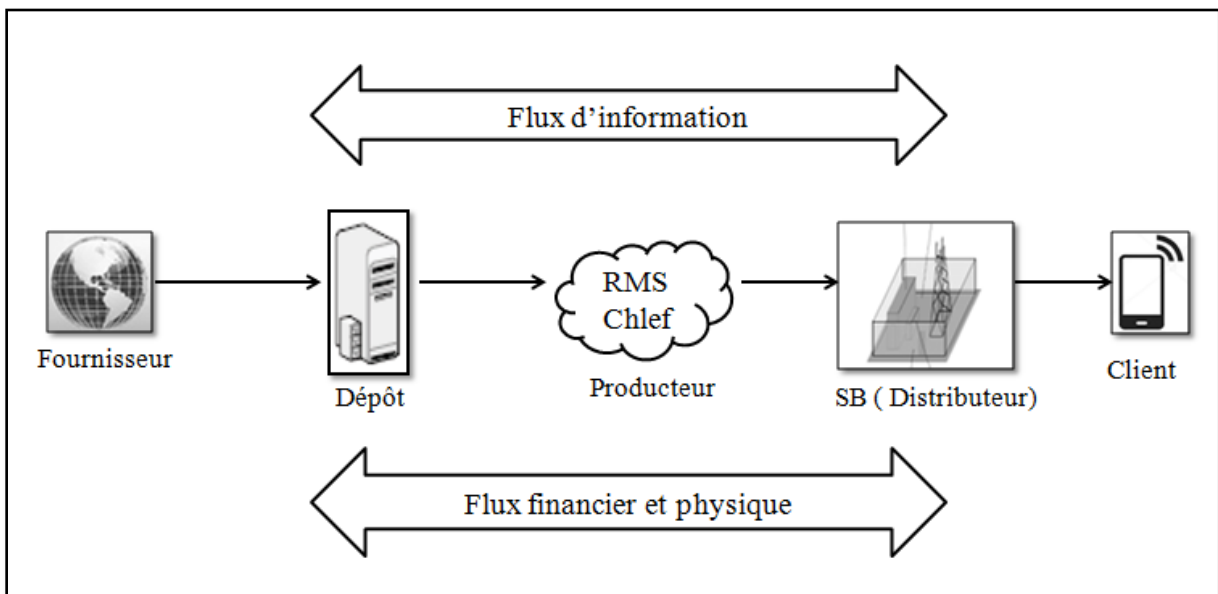 Flux d’information
RMS
Chlef
Fournisseur
Dépôt
Producteur
SB ( Distributeur)
Client
Flux financier et physique